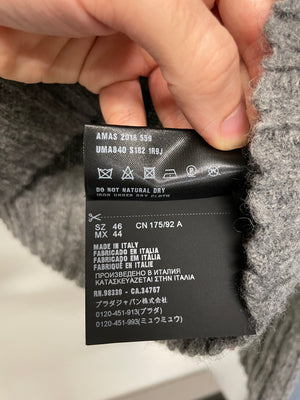 AMAS 2018 559
UMA840 S182 1R9J
DO NOT NATURAL DRY
IRON UNDER DRY CLOTH
SZ 46 CN 175/92 A
MX 44
MADE IN ITALY
FABRICADO EN ITALIA
FABBRICATO IN ITALIA
FABRIQUÉ EN ITALIE
ПРОИЗВЕДЕНО В ИТАЛИЯ
ΚΑΤΑΣΚΕΥΑΖΕΤΑΙ ΣΤΗΝ ΙΤΑΛΙΑ
RN.98339 - CA.34767
プラダジャパン(株式会社)
0120-451-913(プラダ)
0120-451-993(ミュウミュウ)